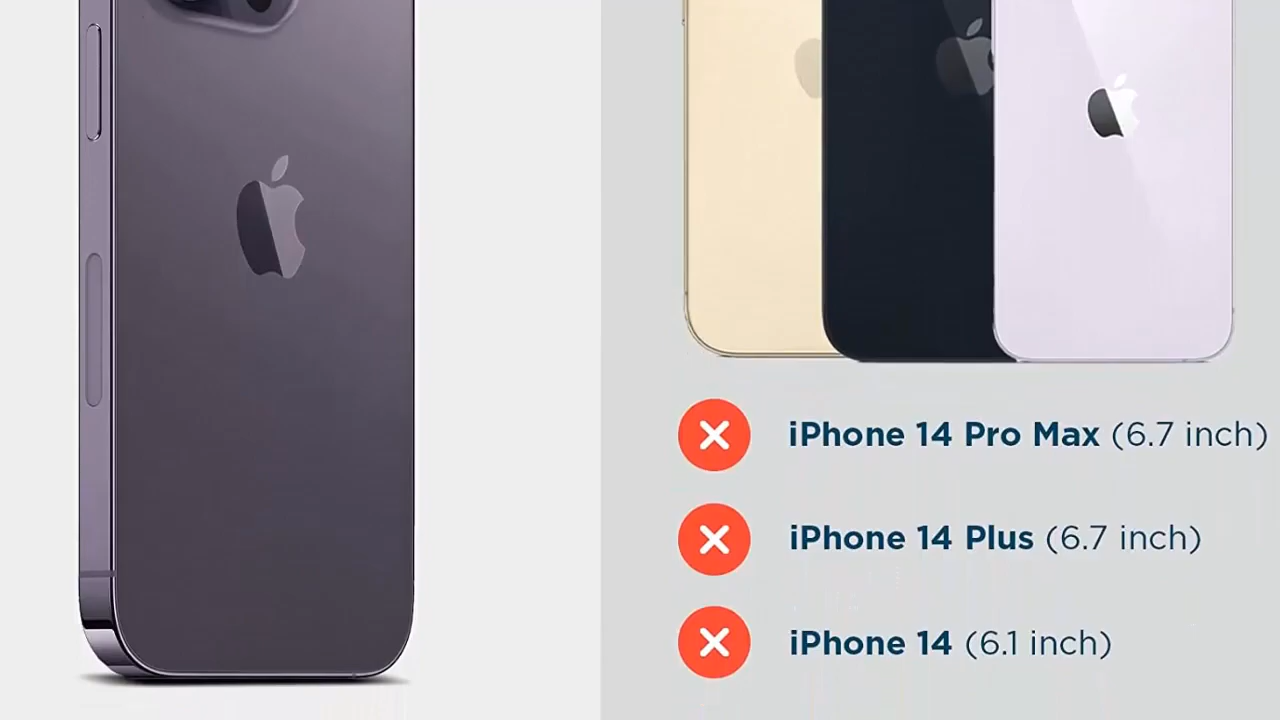 iPhone 14 Pro Max (6.7 inch)
iPhone 14 Plus (6.7 inch)
iPhone 14 (6.1 inch)